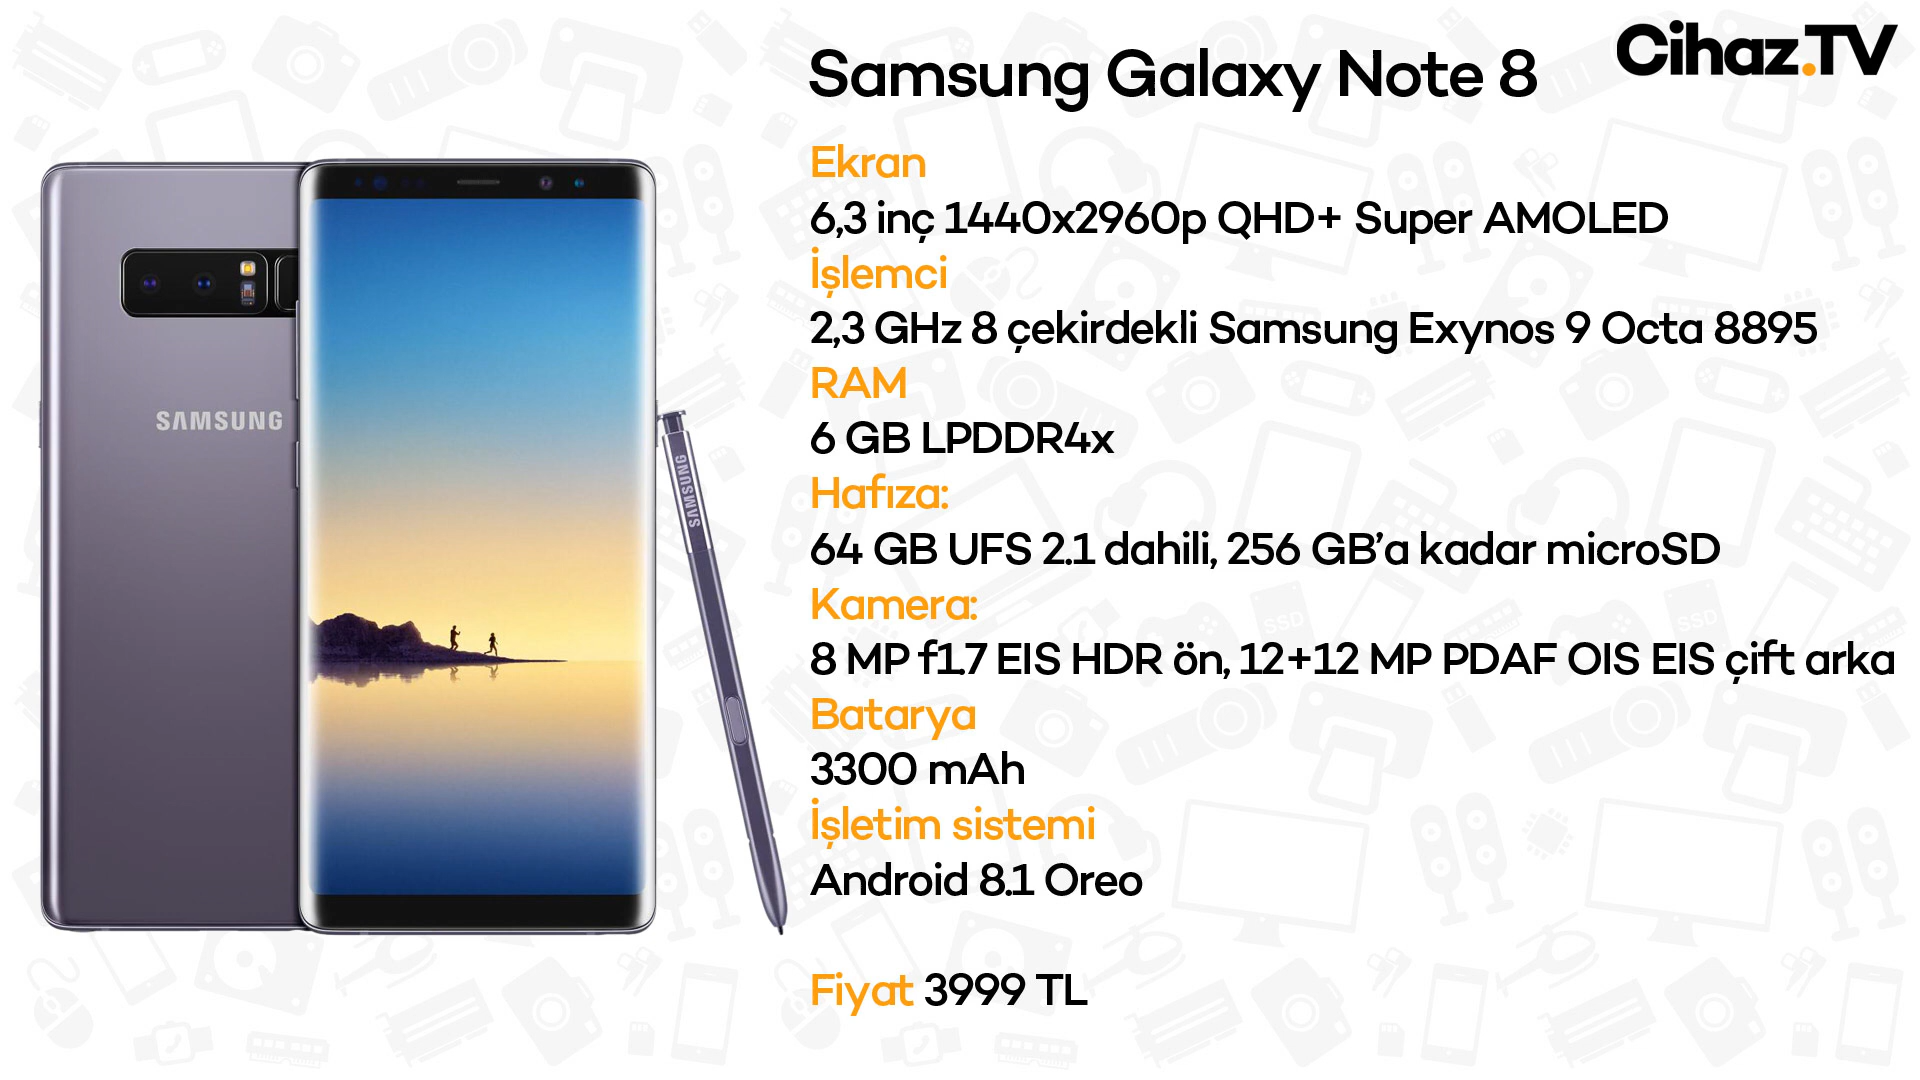 Cihaz.TV
Samsung Galaxy Note 8
Ekran
6,3 inç 1440x2960p QHD+ Super AMOLED
İşlemci
2,3 GHz 8 çekirdekli Samsung Exynos 9 Octa 8895
RAM
6 GB LPDDR4x
Hafıza:
64 GB UFS 2.1 dahili, 256 GB’a kadar microSD
Kamera:
8 MP f1.7 EIS HDR ön, 12+12 MP PDAF OIS EIS çift arka
Batarya
3300 mAh
İşletim sistemi
Android 8.1 Oreo
Fiyat 3999 TL
SAMSUNG
SAMSUNG
SSD
SSD